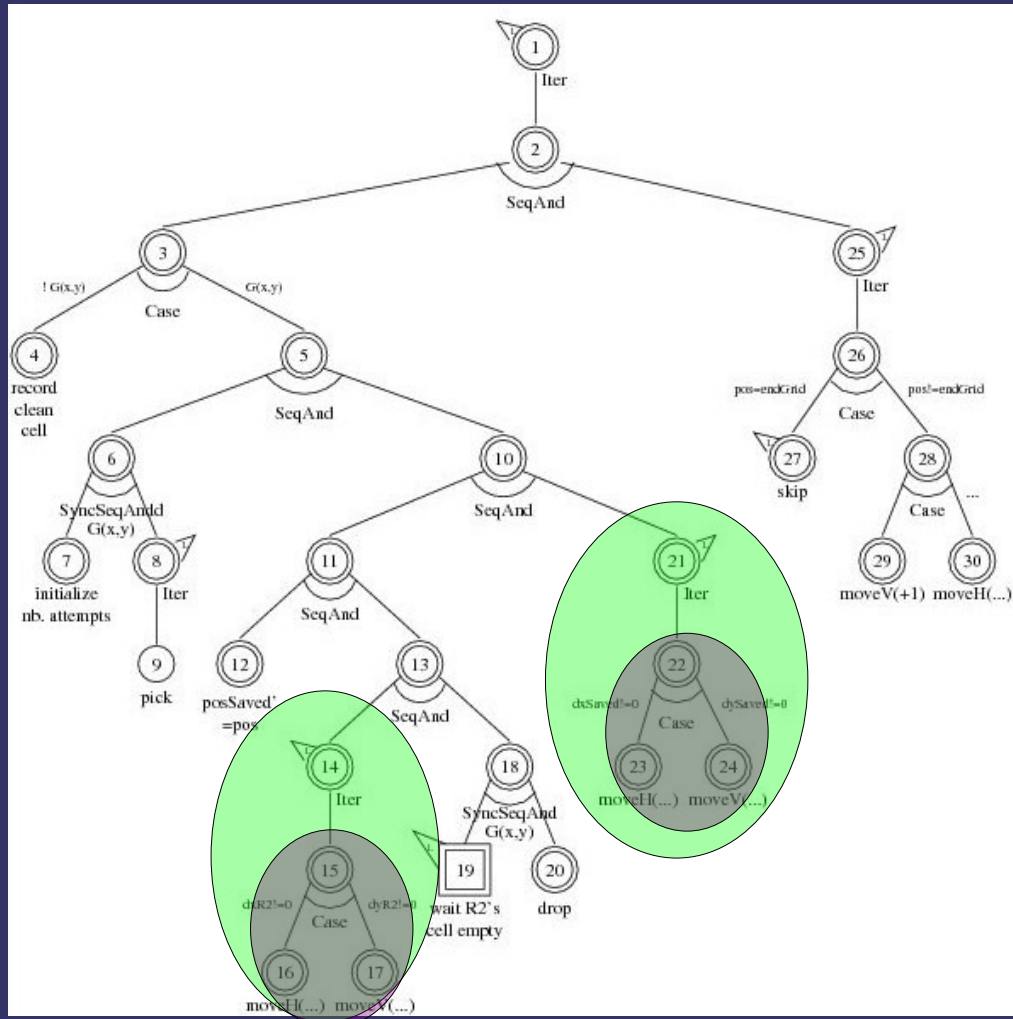 1
Iter
2
SeqAnd
3
25
Iter
! G(x,y)
G(x,y)
Case
4
record
clean
cell
5
SeqAnd
26
pos=endGrid
pos!=endGrid
Case
6
SyncSeqAndd
G(x,y)
10
SeqAnd
27
skip
28
Case
...
7
initialize
nb. attempts
8
Iter
11
SeqAnd
21
Iter
29
moveV(+1)
30
moveH(...)
9
pick
12
posSaved'
=pos
13
SeqAnd
22
dxSaved!=0
dySaved!=0
Case
14
Iter
18
SyncSeqAnd
G(x,y)
23
moveH(...)
24
moveV(...)
15
dxR2!=0
dyR2!=0
Case
19
wait R2's
cell empty
20
drop
16
moveH(...)
17
moveV(...)